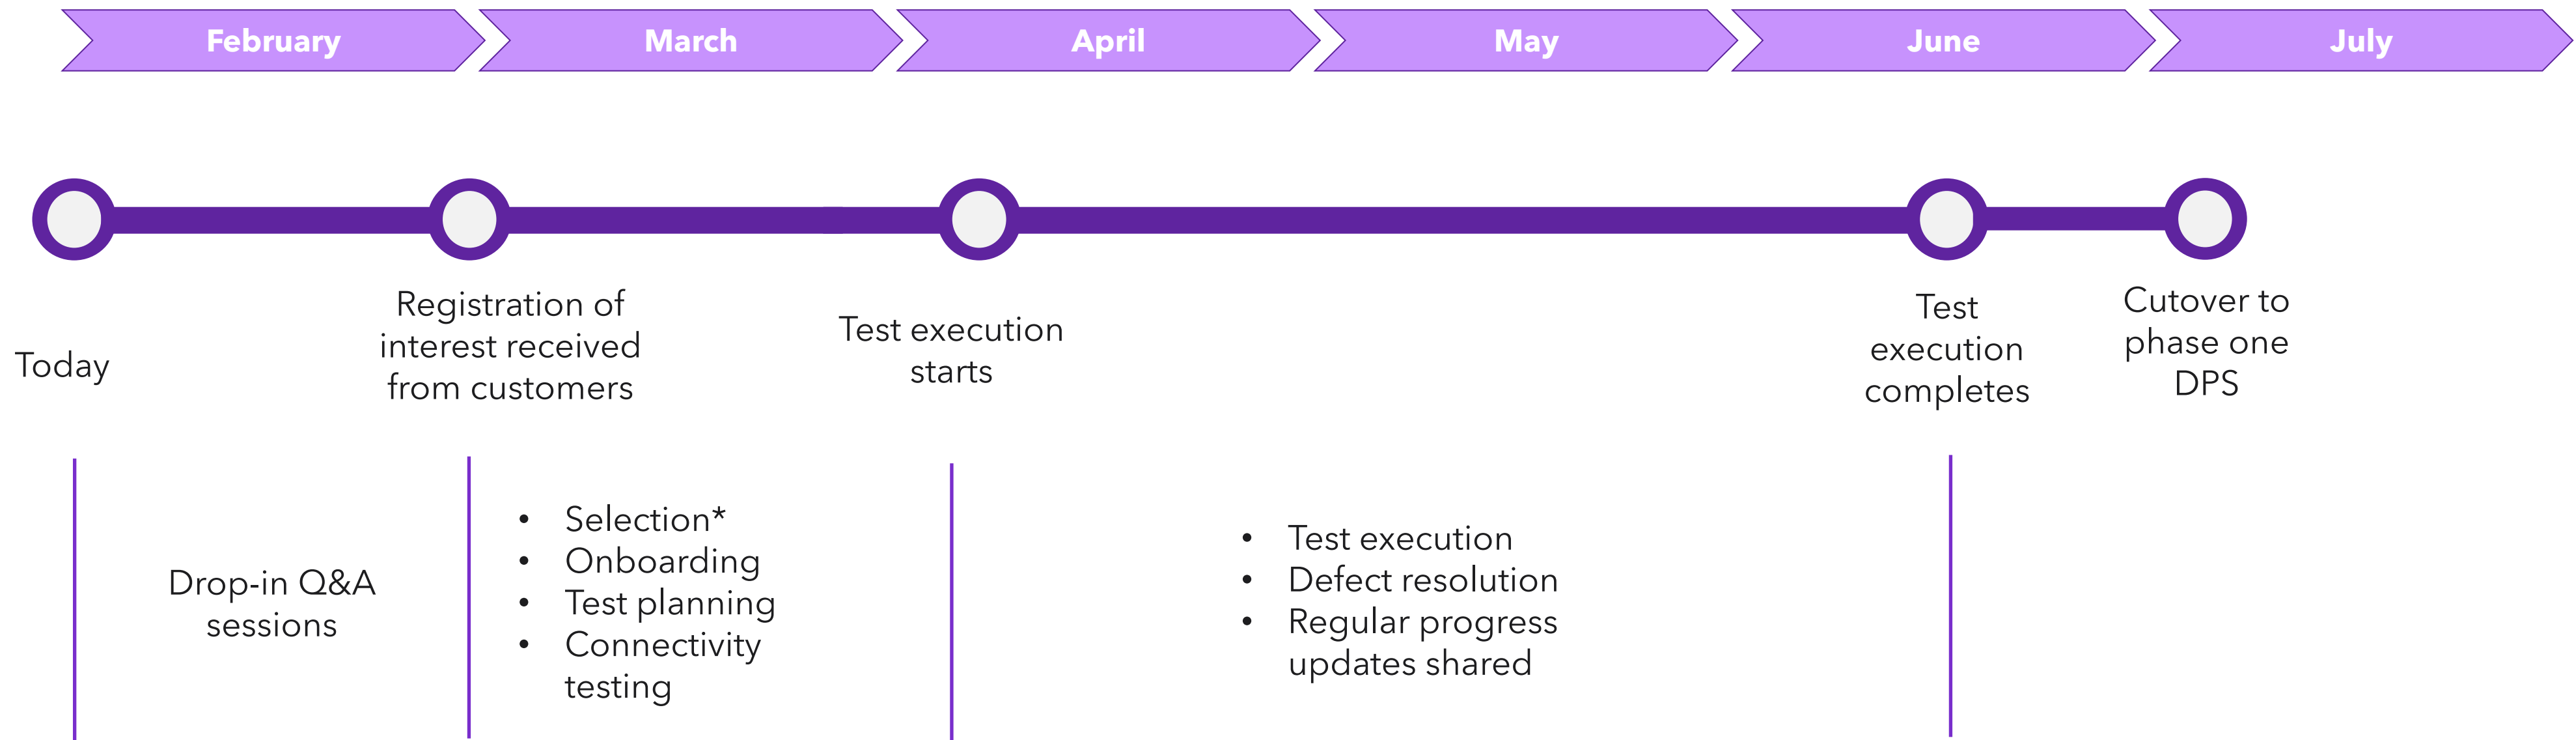 February
March
April
May
June
July
Today
Registration of
interest received
from customers
Test execution
starts
Test
execution
completes
Cutover to
phase one
DPS
Drop-in Q&A
sessions
• Selection*
• Onboarding
• Test planning
• Connectivity
testing
• Test execution
• Defect resolution
• Regular progress
updates shared